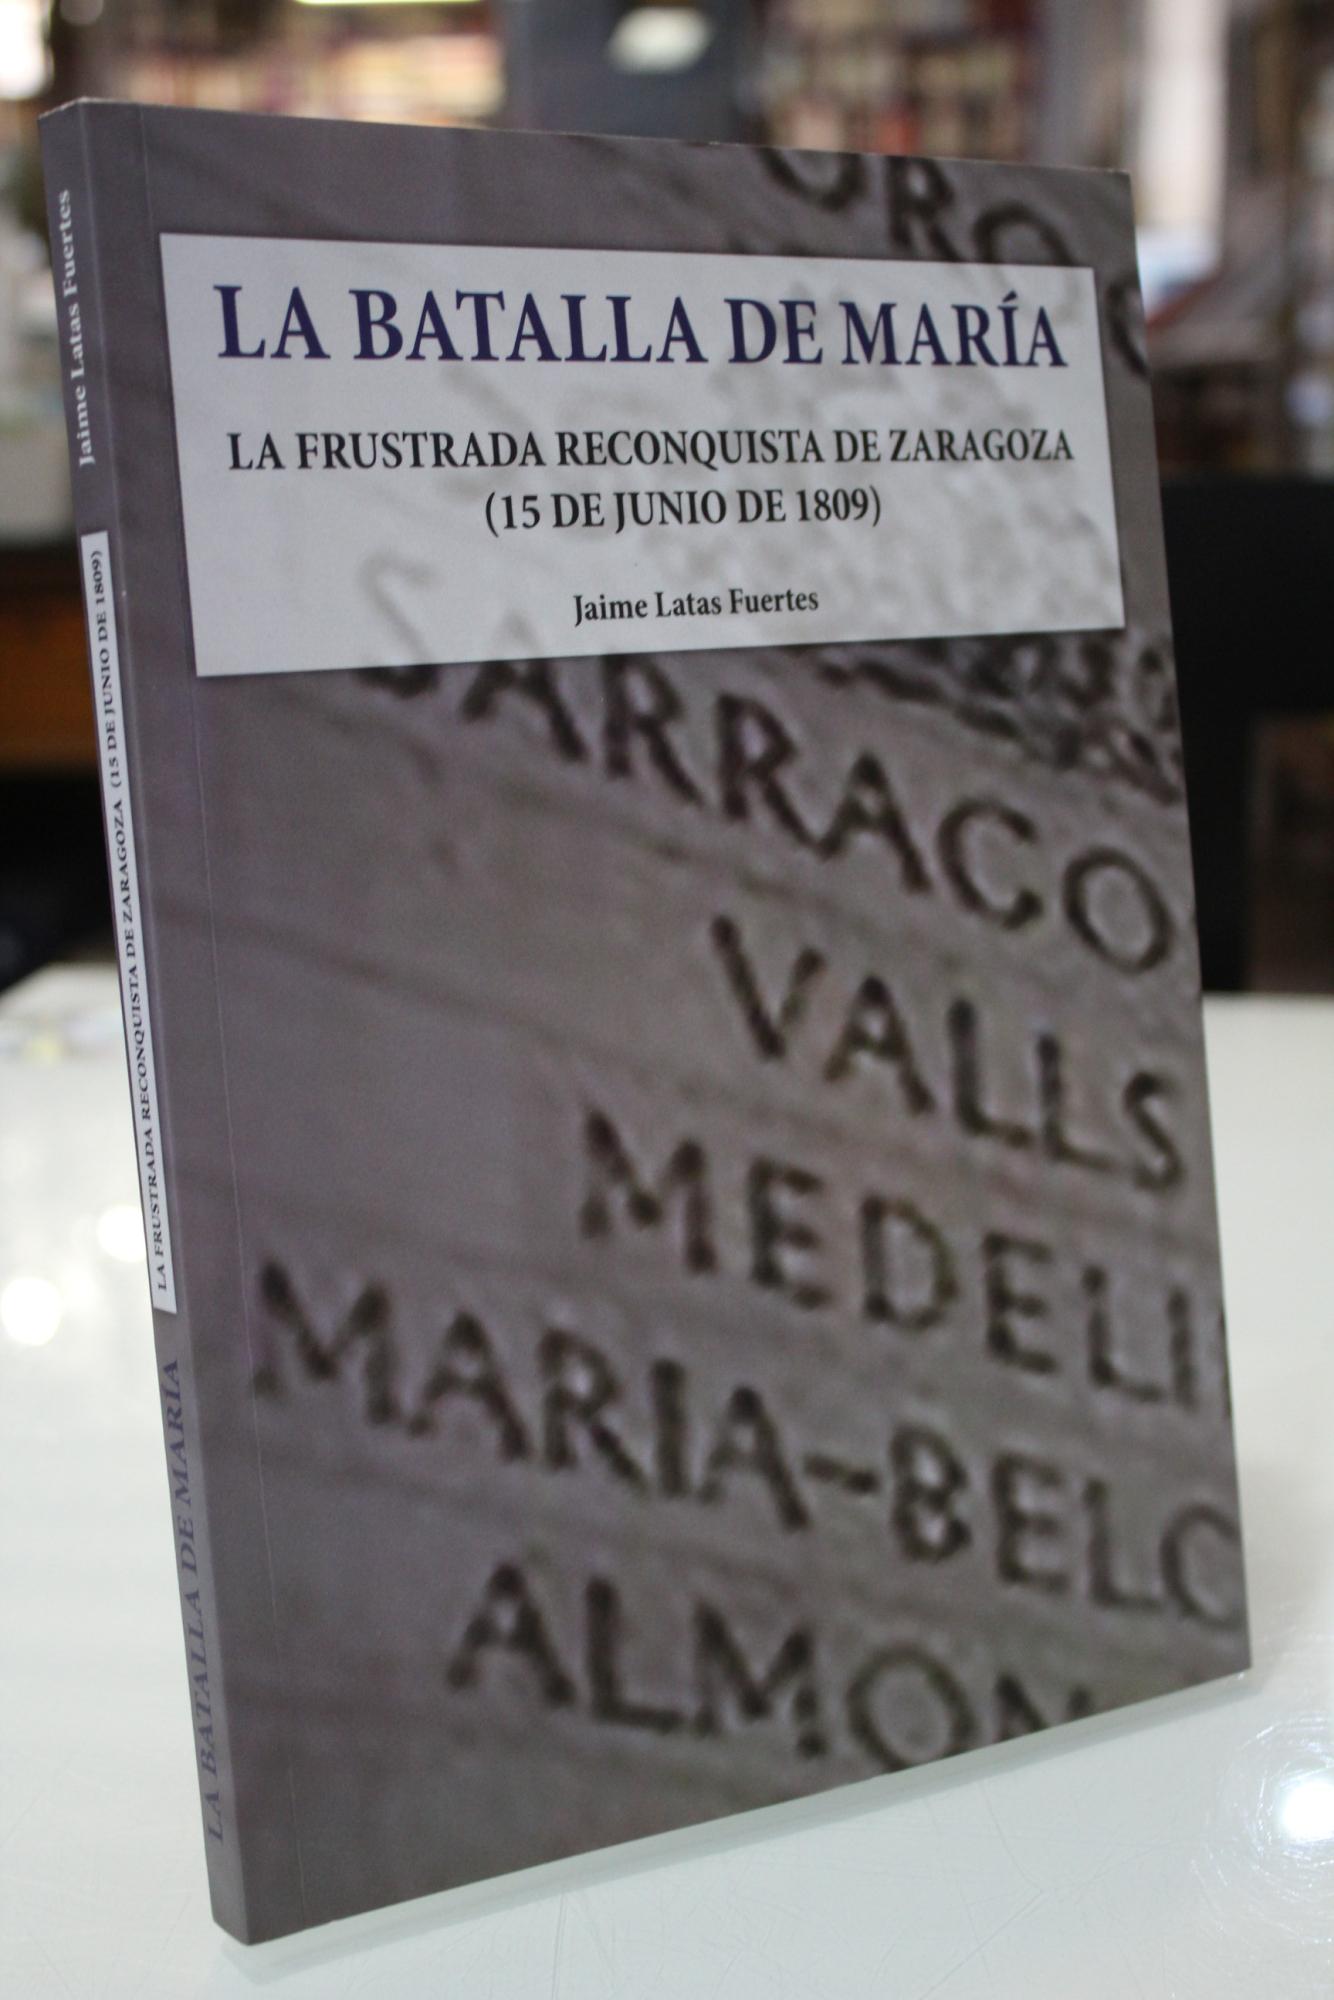 LA BATALLA DE MARÍA
LA FRUSTRADA RECONQUISTA DE ZARAGOZA
(15 DE JUNIO DE 1809)
Jaime Latas Fuertes
ORO
SARRAGO
VALLS
MEDELI
MARIA-BELC
ALMON
Jaime Latas Fuertes
LA FRUSTRADA RECONQUISTA DE ZARAGOZA (15 DE JUNIO DE 1809)
LA BATALLA DE MARÍA